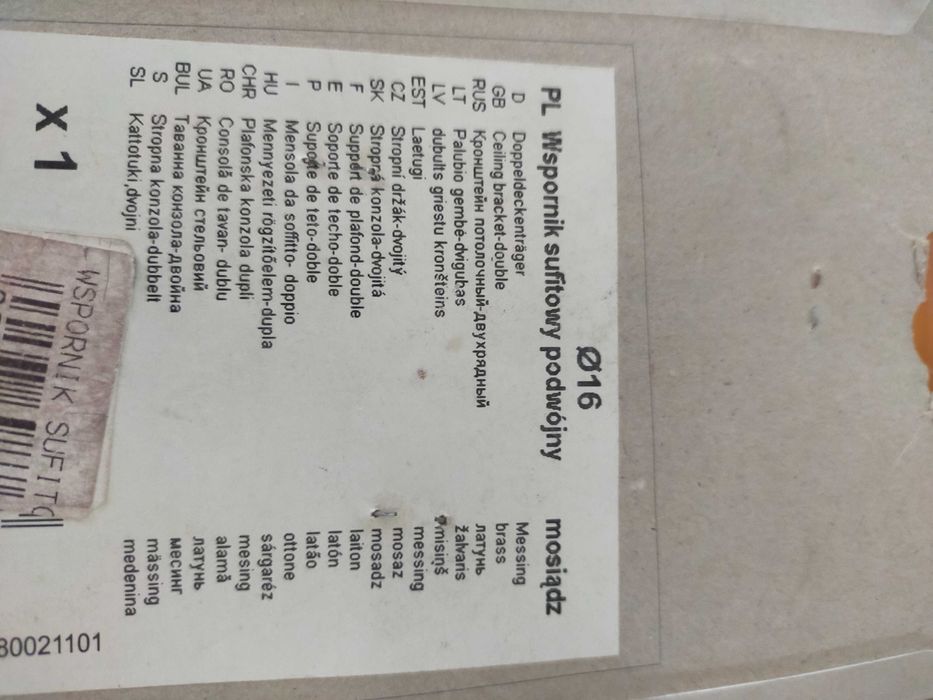 Ø16
PL Wspornik sufitowy podwójny mosiądz
D Doppeldeckenträger Messing
GB Ceiling bracket-double brass
RUS Кронштейн потолочный-двухрядный латунь
LT Palubio gembė-dvigubas žalvaris
LV dubults griestu kronšteins misiņš
EST Laetugi messing
CZ Stropní držák-dvojitý mosaz
SK Stropná konzola-dvojitá mosadz
F Support de plafond-double laiton
E Soporte de techo-doble latón
P Suporte de teto-doble latão
I Mensola da soffitto- doppio ottone
HU Mennyezeti rögzítõelem-dupla sárgaréz
CHR Plafonska konzola dupli mesing
RO Consolă de tavan- dublu alamă
UA Кронштейн стельовий латунь
BUL Таванна конзола-двойна месинг
S Stropna konzola-dubbelt mässing
SL Kattotuki,dvojni medenina
x 1
WSPORNIK SUFITO
80021101